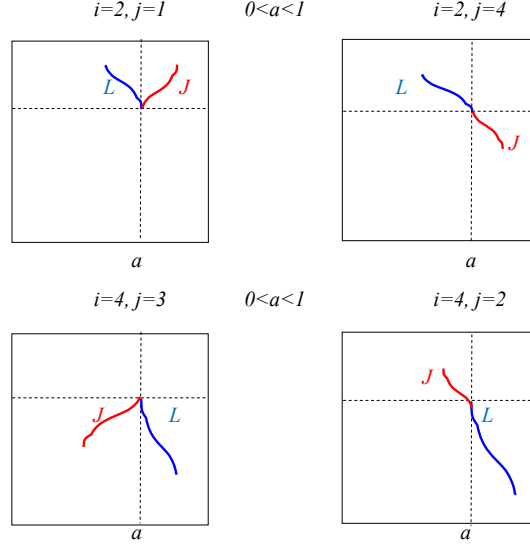 i=2, j=1 0<a<1 i=2, j=4
L J L J
a a
i=4, j=3 0<a<1 i=4, j=2
J L J L
a a